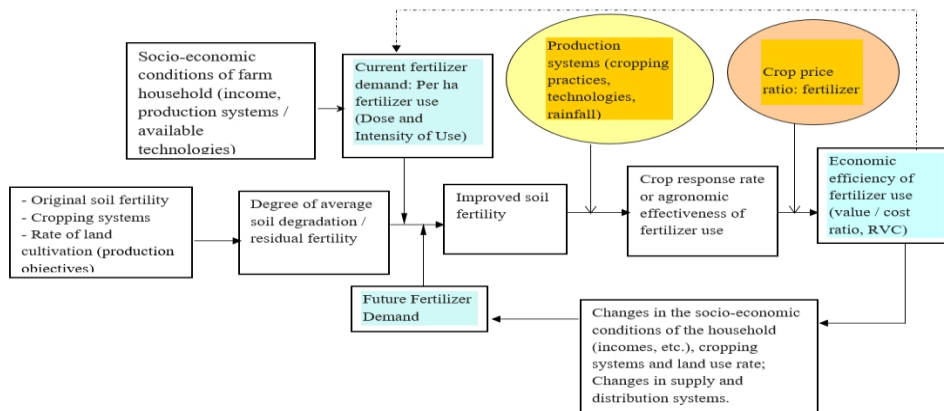 Socio-economic
conditions of farm
household (income,
production systems /
available
technologies)
Current fertilizer
demand: Per ha
fertilizer use
(Dose and
Intensity of Use)
Production
systems (cropping
practices,
technologies,
rainfall)
Crop price
ratio: fertilizer
- Original soil fertility
- Cropping systems
- Rate of land
cultivation (production
objectives)
Degree of average
soil degradation /
residual fertility
Improved soil
fertility
Crop response rate
or agronomic
effectiveness of
fertilizer use
Economic
efficiency of
fertilizer use
(value / cost
ratio, RVC)
Future Fertilizer
Demand
Changes in the socio-economic
conditions of the household
(incomes, etc.), cropping
systems and land use rate;
Changes in supply and
distribution systems.